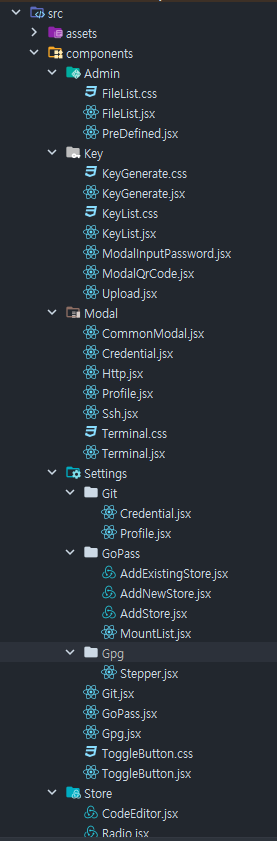 src
assets
components
Admin
FileList.css
FileList.jsx
PreDefined.jsx
Key
KeyGenerate.css
KeyGenerate.jsx
KeyList.css
KeyList.jsx
ModalInputPassword.jsx
ModalQrCode.jsx
Upload.jsx
Modal
CommonModal.jsx
Credential.jsx
Http.jsx
Profile.jsx
Ssh.jsx
Terminal.css
Terminal.jsx
Settings
Git
Credential.jsx
Profile.jsx
GoPass
AddExistingStore.jsx
AddNewStore.jsx
AddStore.jsx
MountList.jsx
Gpg
Stepper.jsx
Git.jsx
GoPass.jsx
Gpg.jsx
ToggleButton.css
ToggleButton.jsx
Store
CodeEditor.jsx
Radio.jsx